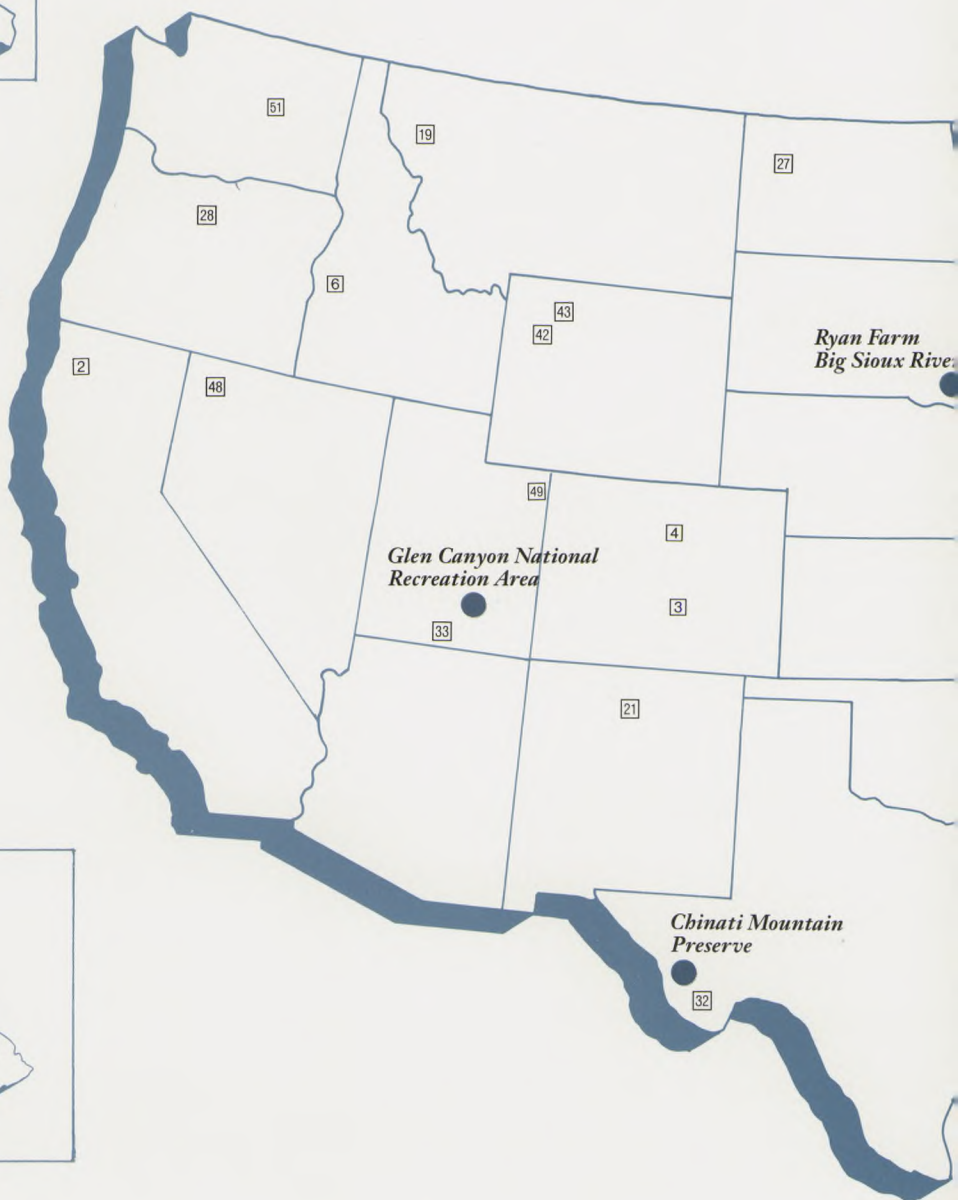 51
19
27
28
6
43
42
Ryan Farm
Big Sioux Rive
2
48
49
4
Glen Canyon National
Recreation Area
3
33
21
Chinati Mountain
Preserve
32